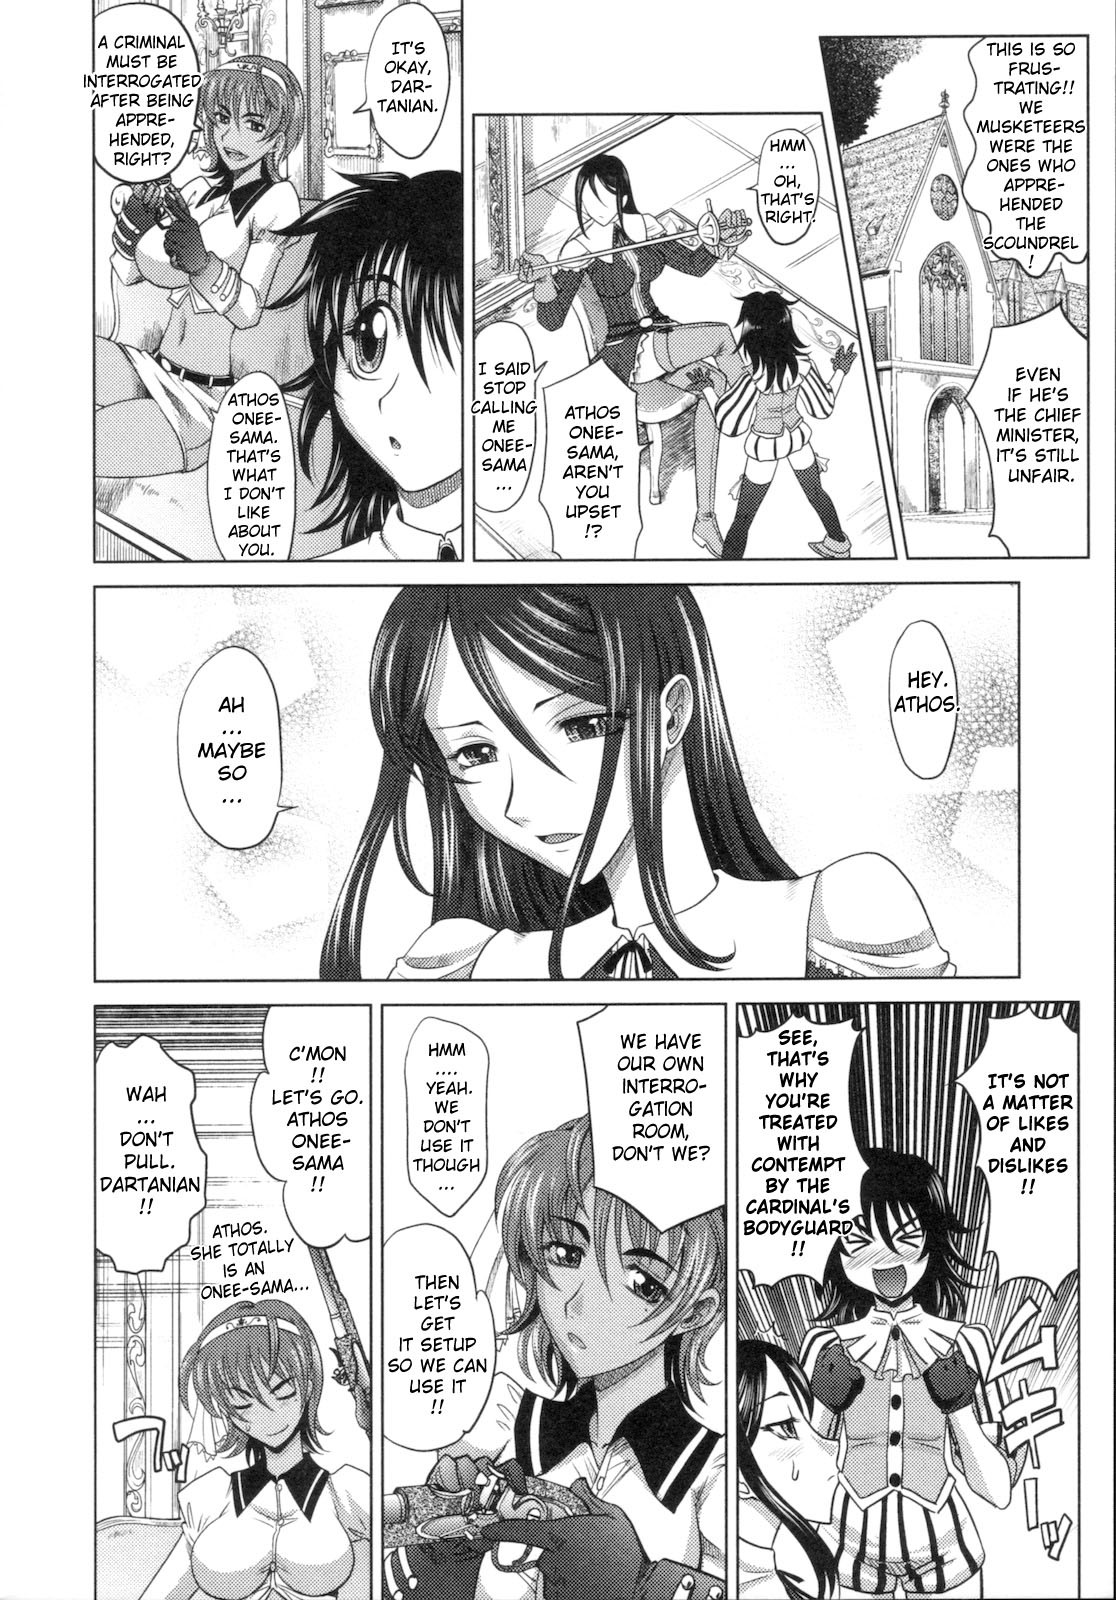 THIS IS SO
FRUS-
TRATING!!
WE
MUSKETEERS
WERE THE
ONES WHO
APPRE-
HENDED
THE
SCOUNDREL
!
EVEN
IF HE'S
THE CHIEF
MINISTER,
IT'S STILL
UNFAIR.
HMM
...
OH,
THAT'S
RIGHT.
ATHOS
ONEE-
SAMA,
AREN'T
YOU
UPSET
!?
I SAID
STOP
CALLING
ME
ONEE-
SAMA
...
IT'S
OKAY,
DAR-
TANIAN.
A CRIMINAL
MUST BE
INTERROGATED
AFTER BEING
APPRE-
HENDED,
RIGHT?
ATHOS
ONEE-
SAMA.
THAT'S
WHAT
I DON'T
LIKE
ABOUT
YOU.
HEY.
ATHOS.
AH
...
MAYBE
SO
...
IT'S NOT
A MATTER
OF LIKES
AND
DISLIKES
!!
SEE,
THAT'S
WHY
YOU'RE
TREATED
WITH
CONTEMPT
BY THE
CARDINAL'S
BODYGUARD
!!
ムキーッ
WE HAVE
OUR OWN
INTERRO-
GATION
ROOM,
DON'T WE?
HMM
....
YEAH.
WE
DON'T
USE IT
THOUGH
...
THEN
LET'S
GET
IT SETUP
SO WE CAN
USE IT
!!
C'MON
!!
LET'S GO.
ATHOS
ONEE-
SAMA
!!
WAH
...
DON'T
PULL.
DARTANIAN
!!
ATHOS.
SHE TOTALLY
IS AN
ONEE-SAMA...